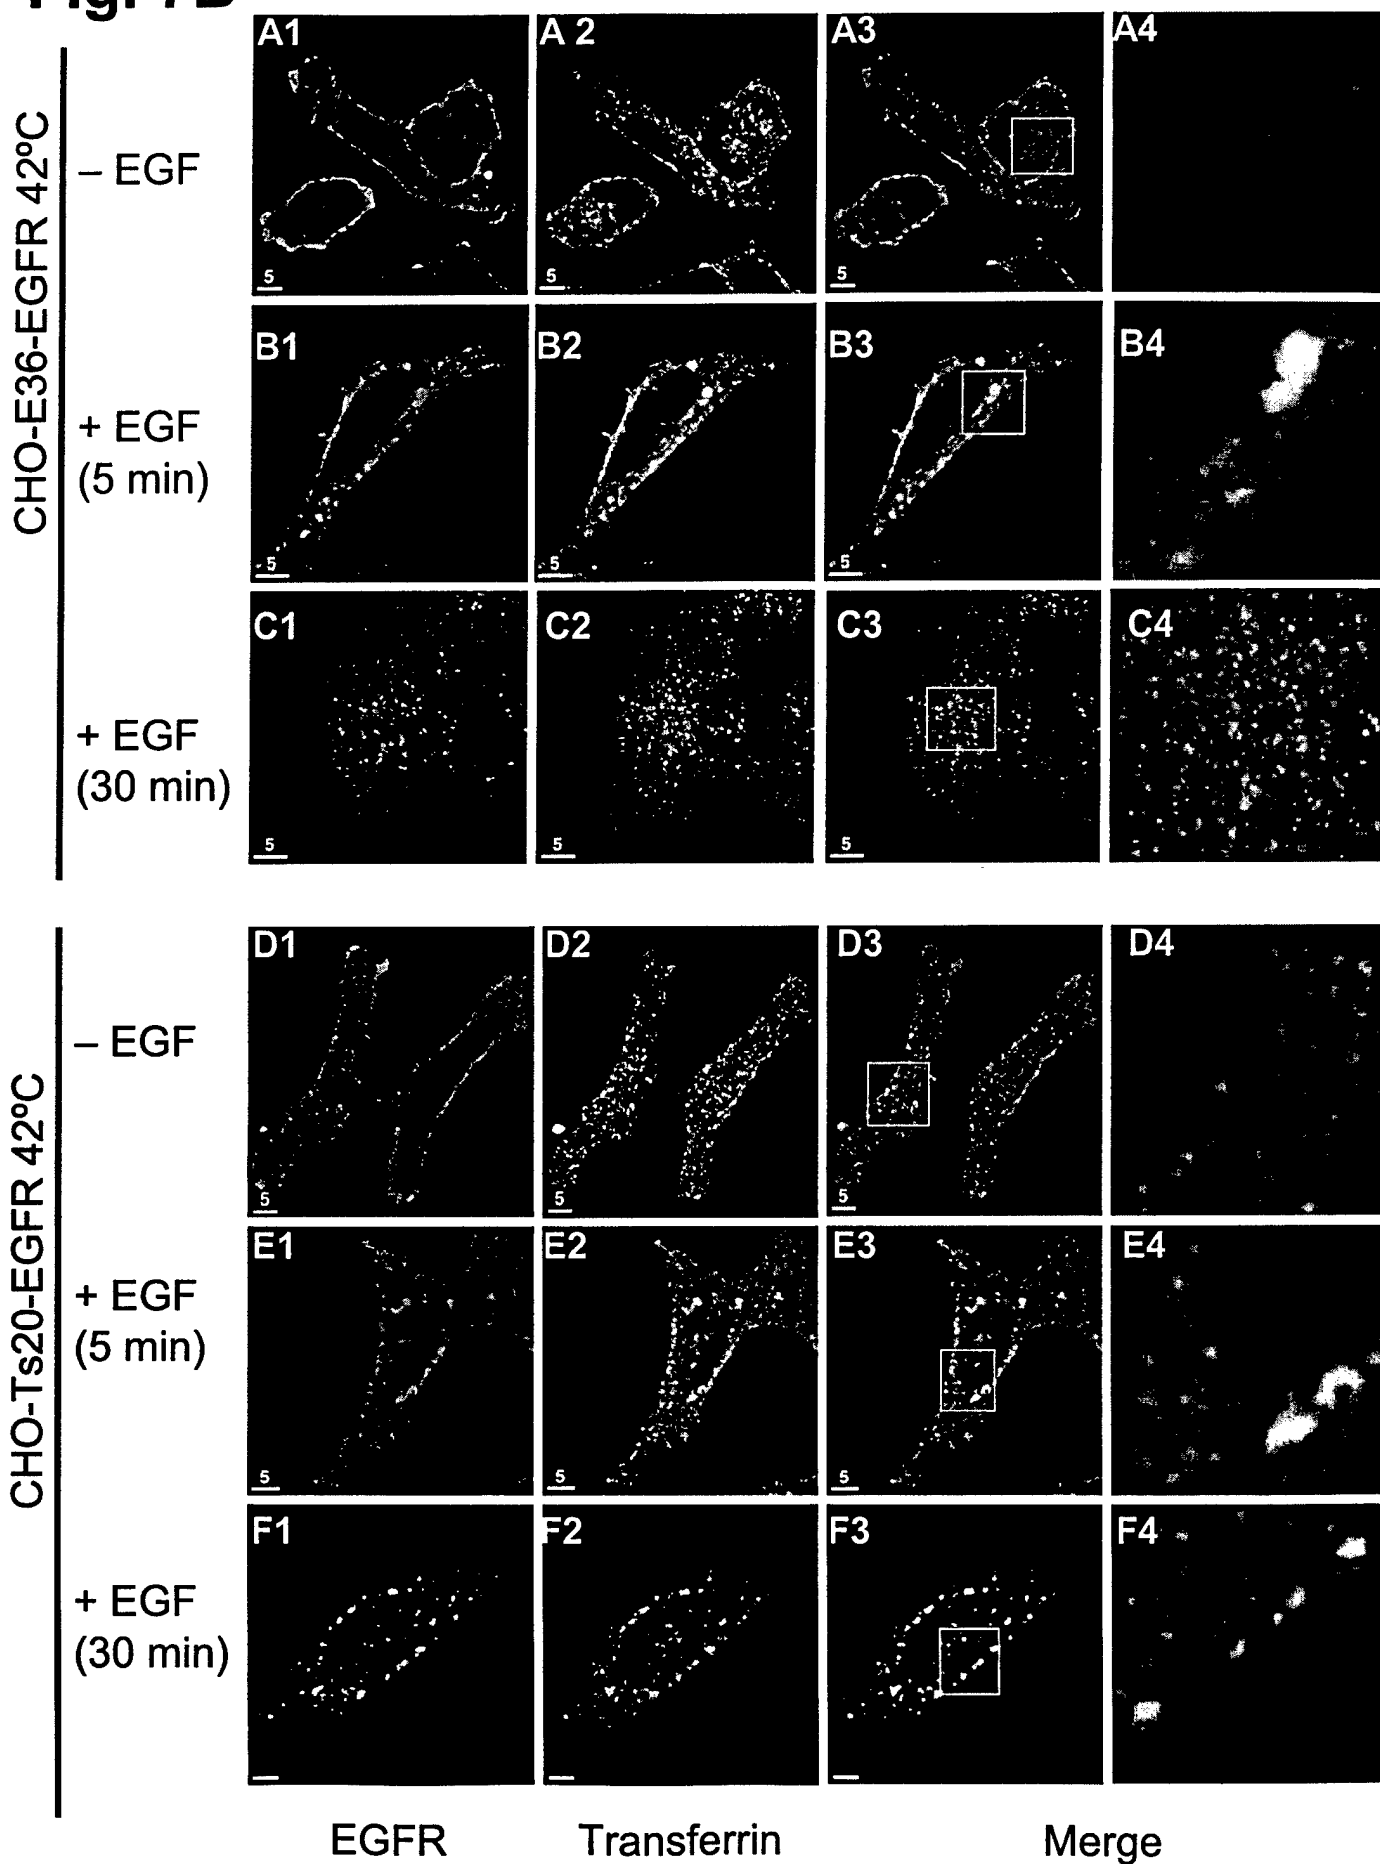 A1 A 2 A3 A4
CHO-E36-EGFR 42ºC
– EGF
5 5 5
B1 B2 B3 B4
+ EGF
(5 min)
5 5 5
C1 C2 C3 C4
+ EGF
(30 min)
5 5 5
D1 D2 D3 D4
CHO-Ts20-EGFR 42ºC
– EGF
5 5 5
E1 E2 E3 E4
+ EGF
(5 min)
5 5 5
F1 F2 F3 F4
+ EGF
(30 min)
EGFR Transferrin Merge